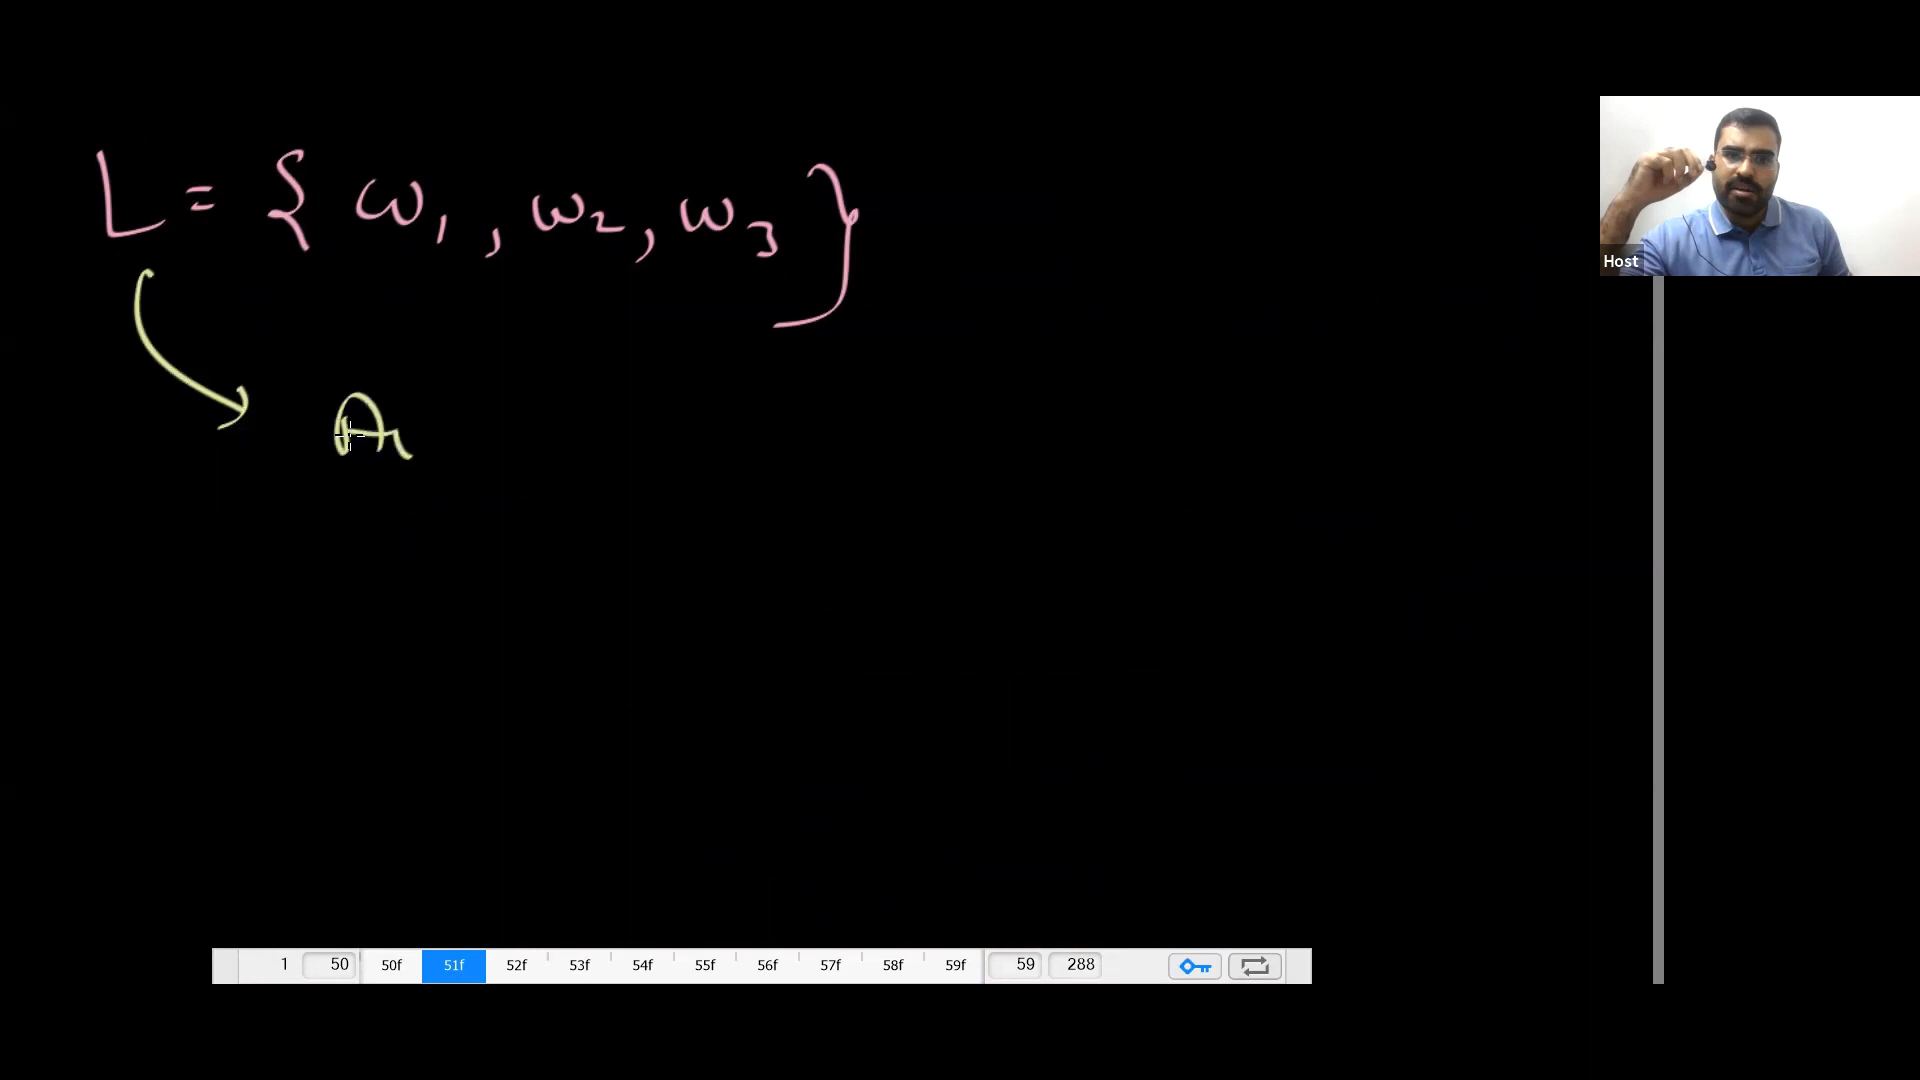 L = { ω1, ω2, ω3 }
Host
A
1 50 50f 51f 52f 53f 54f 55f 56f 57f 58f 59f 59 288